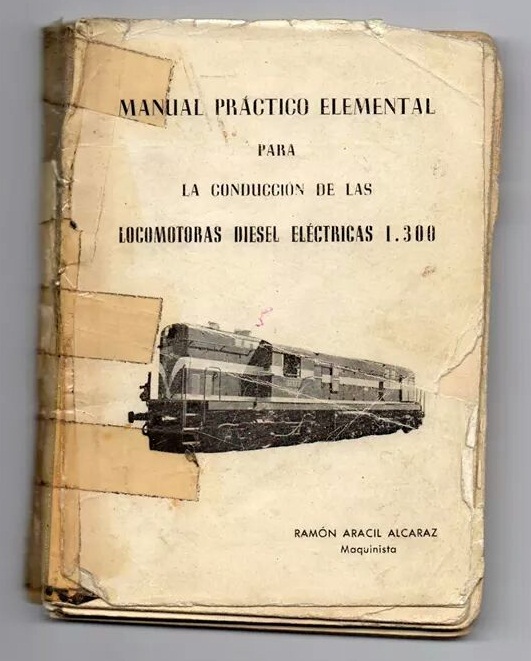 MANUAL PRÁCTICO ELEMENTAL
PARA
LA CONDUCCIÓN DE LAS
LOCOMOTORAS DIESEL ELÉCTRICAS 1.300
RAMÓN ARACIL ALCARAZ
Maquinista